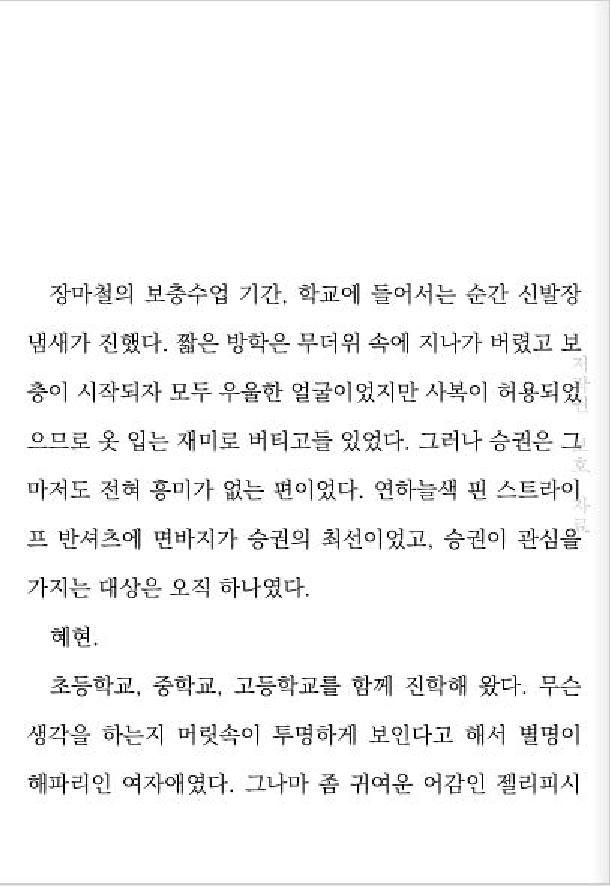 장마철의 보충수업 기간, 학교에 들어서는 순간 신발장
냄새가 진했다. 짧은 방학은 무더위 속에 지나가 버렸고 보
충이 시작되자 모두 우울한 얼굴이었지만 사복이 허용되었
으므로 옷 입는 재미로 버티고들 있었다. 그러나 승권은 그
마저도 전혀 흥미가 없는 편이었다. 연하늘색 핀 스트라이
프 반셔츠에 면바지가 승권의 최선이었고, 승권이 관심을
가지는 대상은 오직 하나였다.
혜현.
초등학교, 중학교, 고등학교를 함께 진학해 왔다. 무슨
생각을 하는지 머릿속이 투명하게 보인다고 해서 별명이
해파리인 여자애였다. 그나마 좀 귀여운 어감인 젤리피시